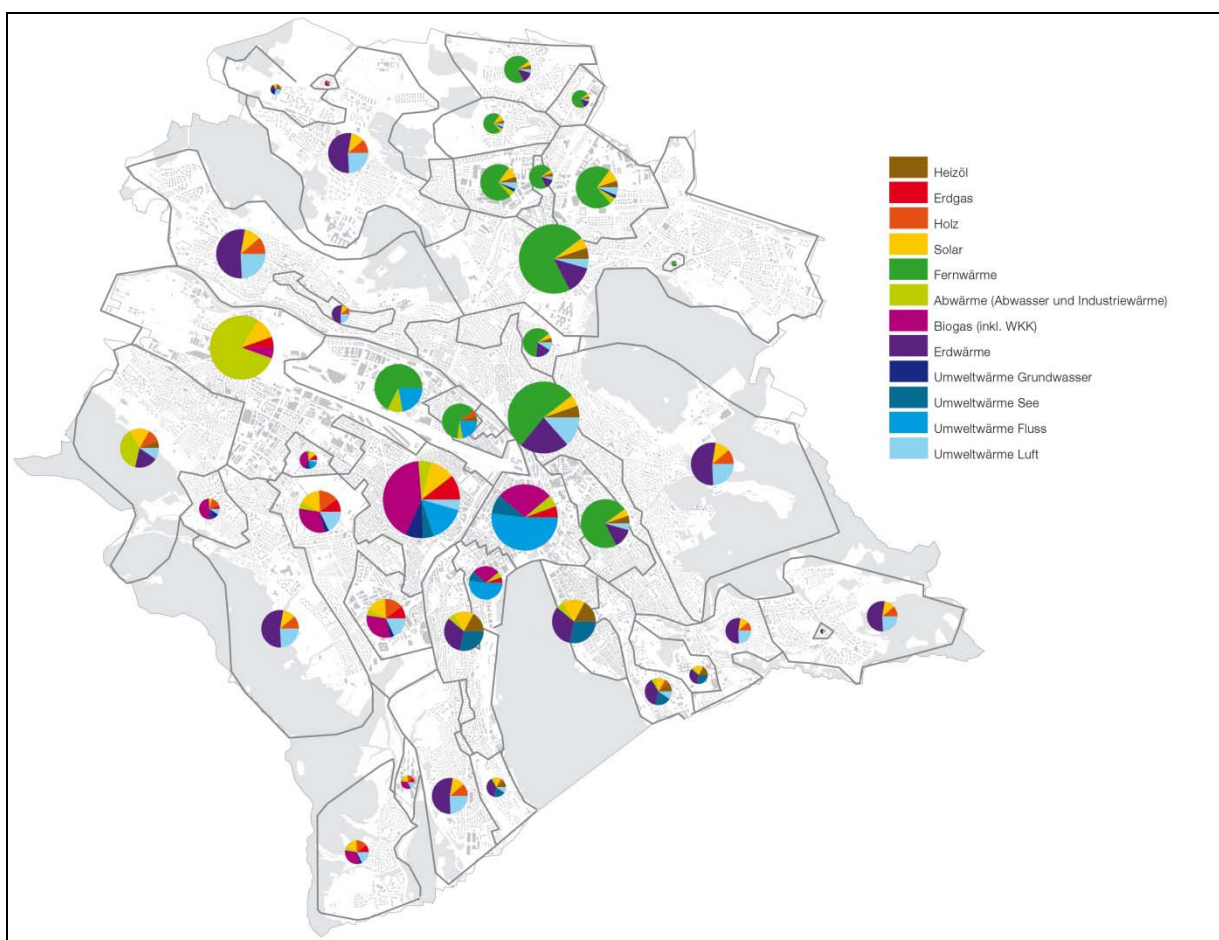 Heizöl
Erdgas
Holz
Solar
Fernwärme
Abwärme (Abwasser und Industriewärme)
Biogas (inkl. WKK)
Erdwärme
Umweltwärme Grundwasser
Umweltwärme See
Umweltwärme Fluss
Umweltwärme Luft